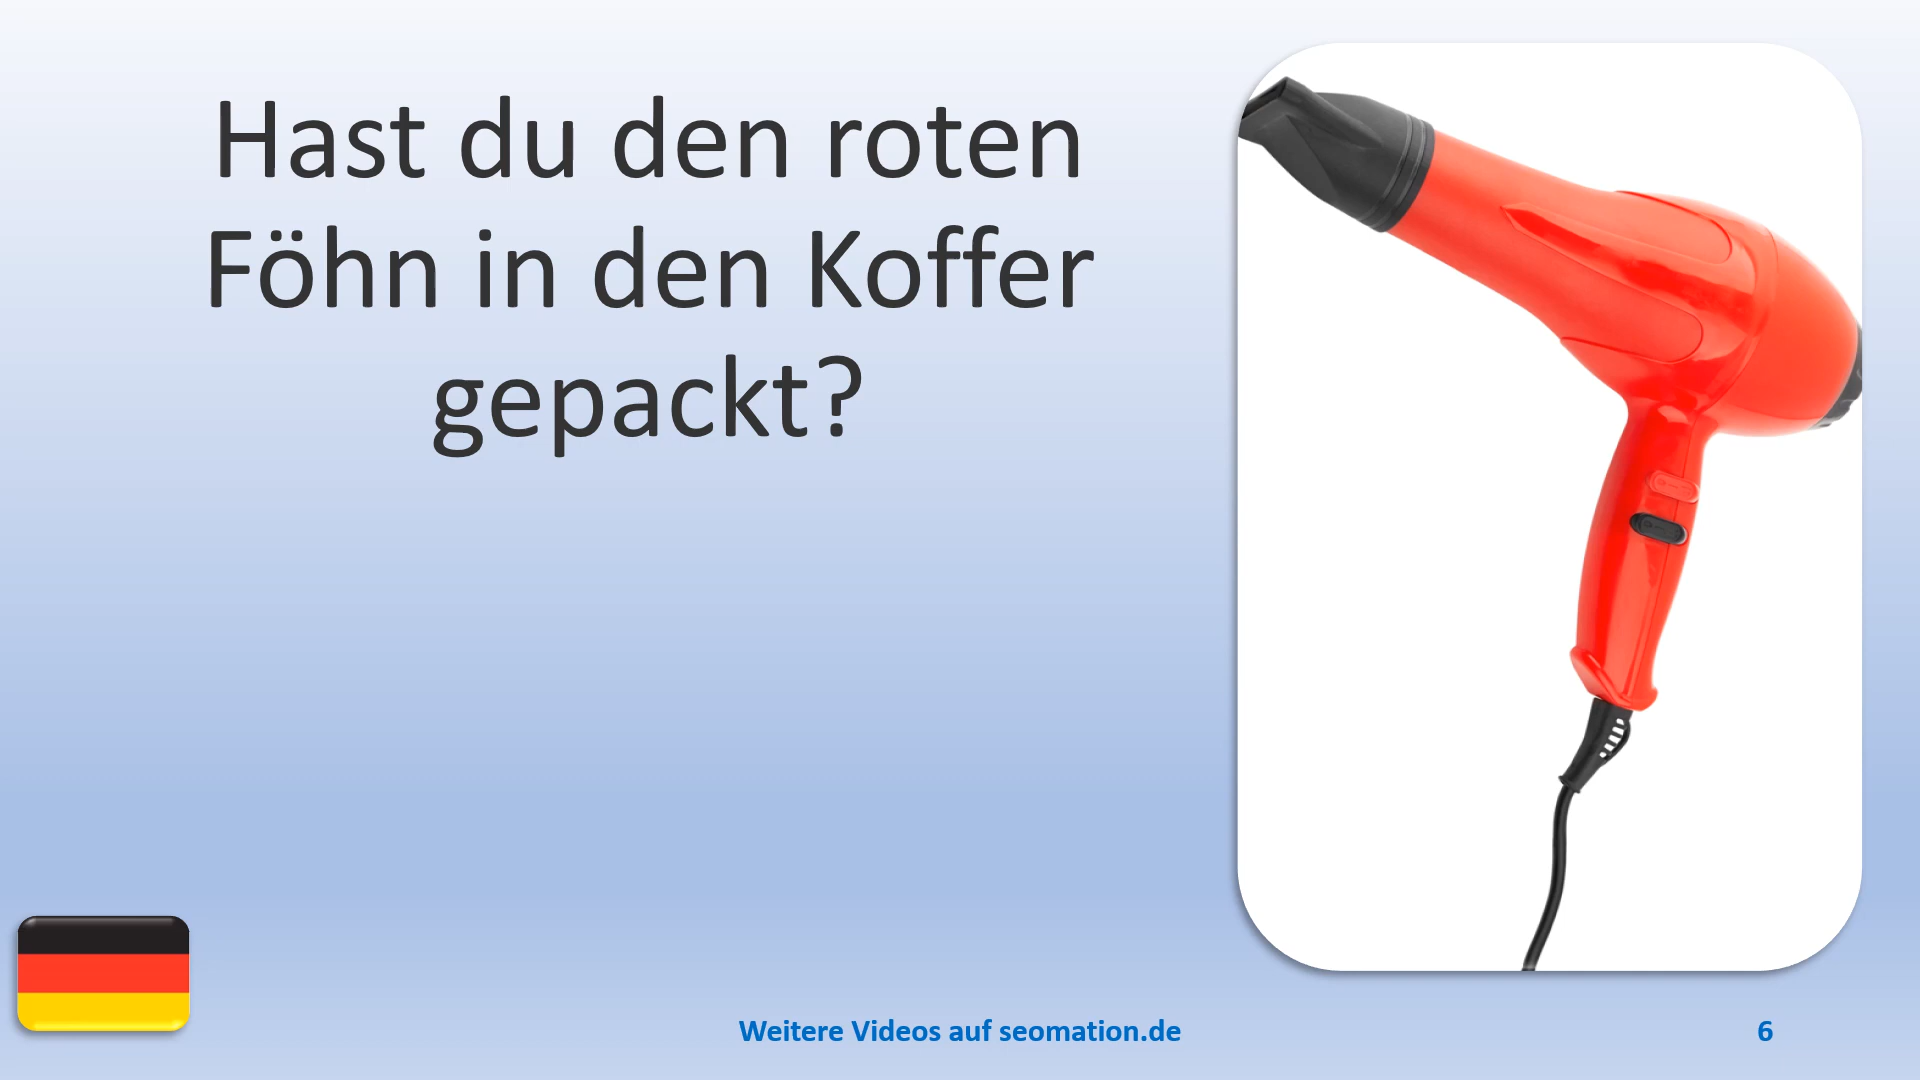 Hast du den roten
Föhn in den Koffer
gepackt?
Weitere Videos auf seomation.de
6